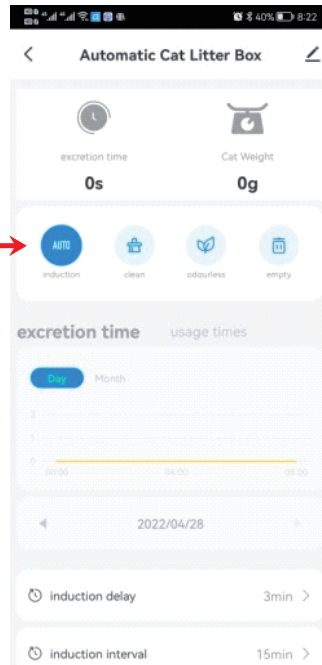 40% 8:22
Automatic Cat Litter Box
excretion time Cat Weight
0s 0g
AUTO
induction clean odourless empty
excretion time usage times
Day Month
2
1
0
00:00 04:00 09:00
2022/04/28
induction delay 3min
induction interval 15min